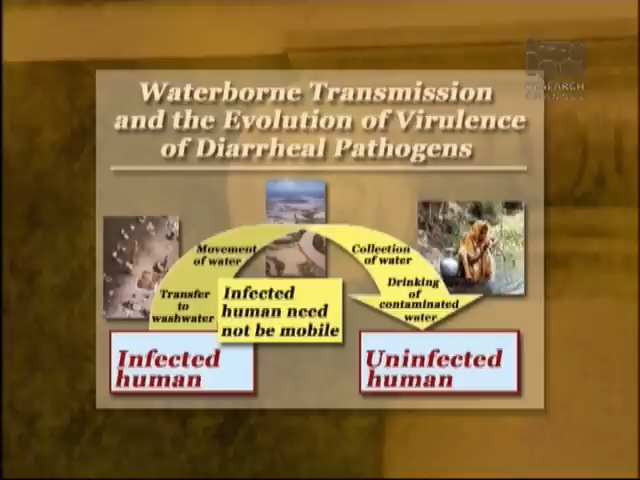 RESEARCH
Waterborne Transmission
and the Evolution of Virulence
of Diarrheal Pathogens
Movement
of water
Transfer
to
washwater
Infected
human need
not be mobile
Collection
of water
Drinking
of
contaminated
water
Infected
human
Uninfected
human